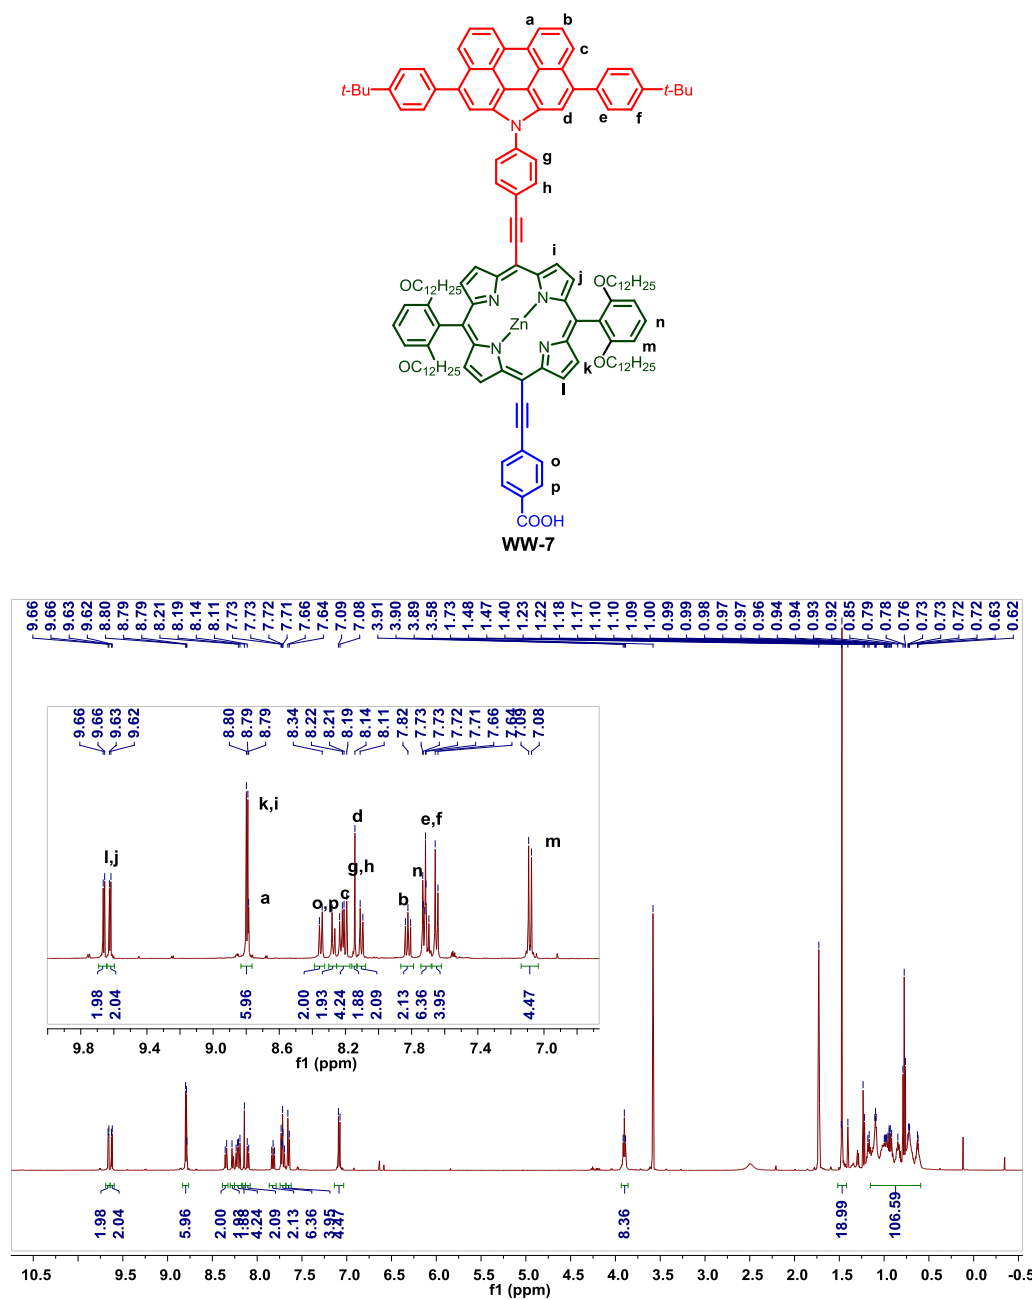 a b
c
t-Bu t-Bu
d e f
N
g
h
i
OC12H25 j OC12H25
N N
n
Zn
N N
m
OC12H25 k OC12H25
l
o
p
COOH
WW-7
9.66 9.66 9.63 9.62 8.80 8.79 8.79 8.21 8.19 8.14 8.11 7.73 7.73 7.72 7.71 7.66 7.64 7.09 7.08 3.91 3.90 3.89 3.58 1.73 1.48 1.47 1.40 1.23 1.22 1.18 1.17 1.10 1.10 1.09 1.00 0.99 0.99 0.98 0.97 0.97 0.96 0.94 0.94 0.93 0.92 0.85 0.79 0.78 0.76 0.73 0.73 0.72 0.72 0.63 0.62
9.66 9.66 9.63 9.62 8.80 8.79 8.79 8.34 8.22 8.21 8.19 8.14 8.11 7.82 7.73 7.73 7.72 7.71 7.66 7.64 7.09 7.08
k,i
d
e,f
m
l,j
g,h
n
a
o,p
c
b
1.98 2.04 5.96 2.00 1.93 4.24 1.88 2.09 2.13 6.36 3.95 4.47
9.8 9.4 9.0 8.6 8.2 7.8 7.4 7.0
f1 (ppm)
1.98 2.04 5.96 2.00 1.93 1.88 4.24 2.09 2.13 6.36 3.95 4.47 8.36 18.99 106.59
10.5 9.5 9.0 8.5 8.0 7.5 7.0 6.5 6.0 5.5 5.0 4.5 4.0 3.5 3.0 2.5 2.0 1.5 1.0 0.5 0.0 -0.5
f1 (ppm)